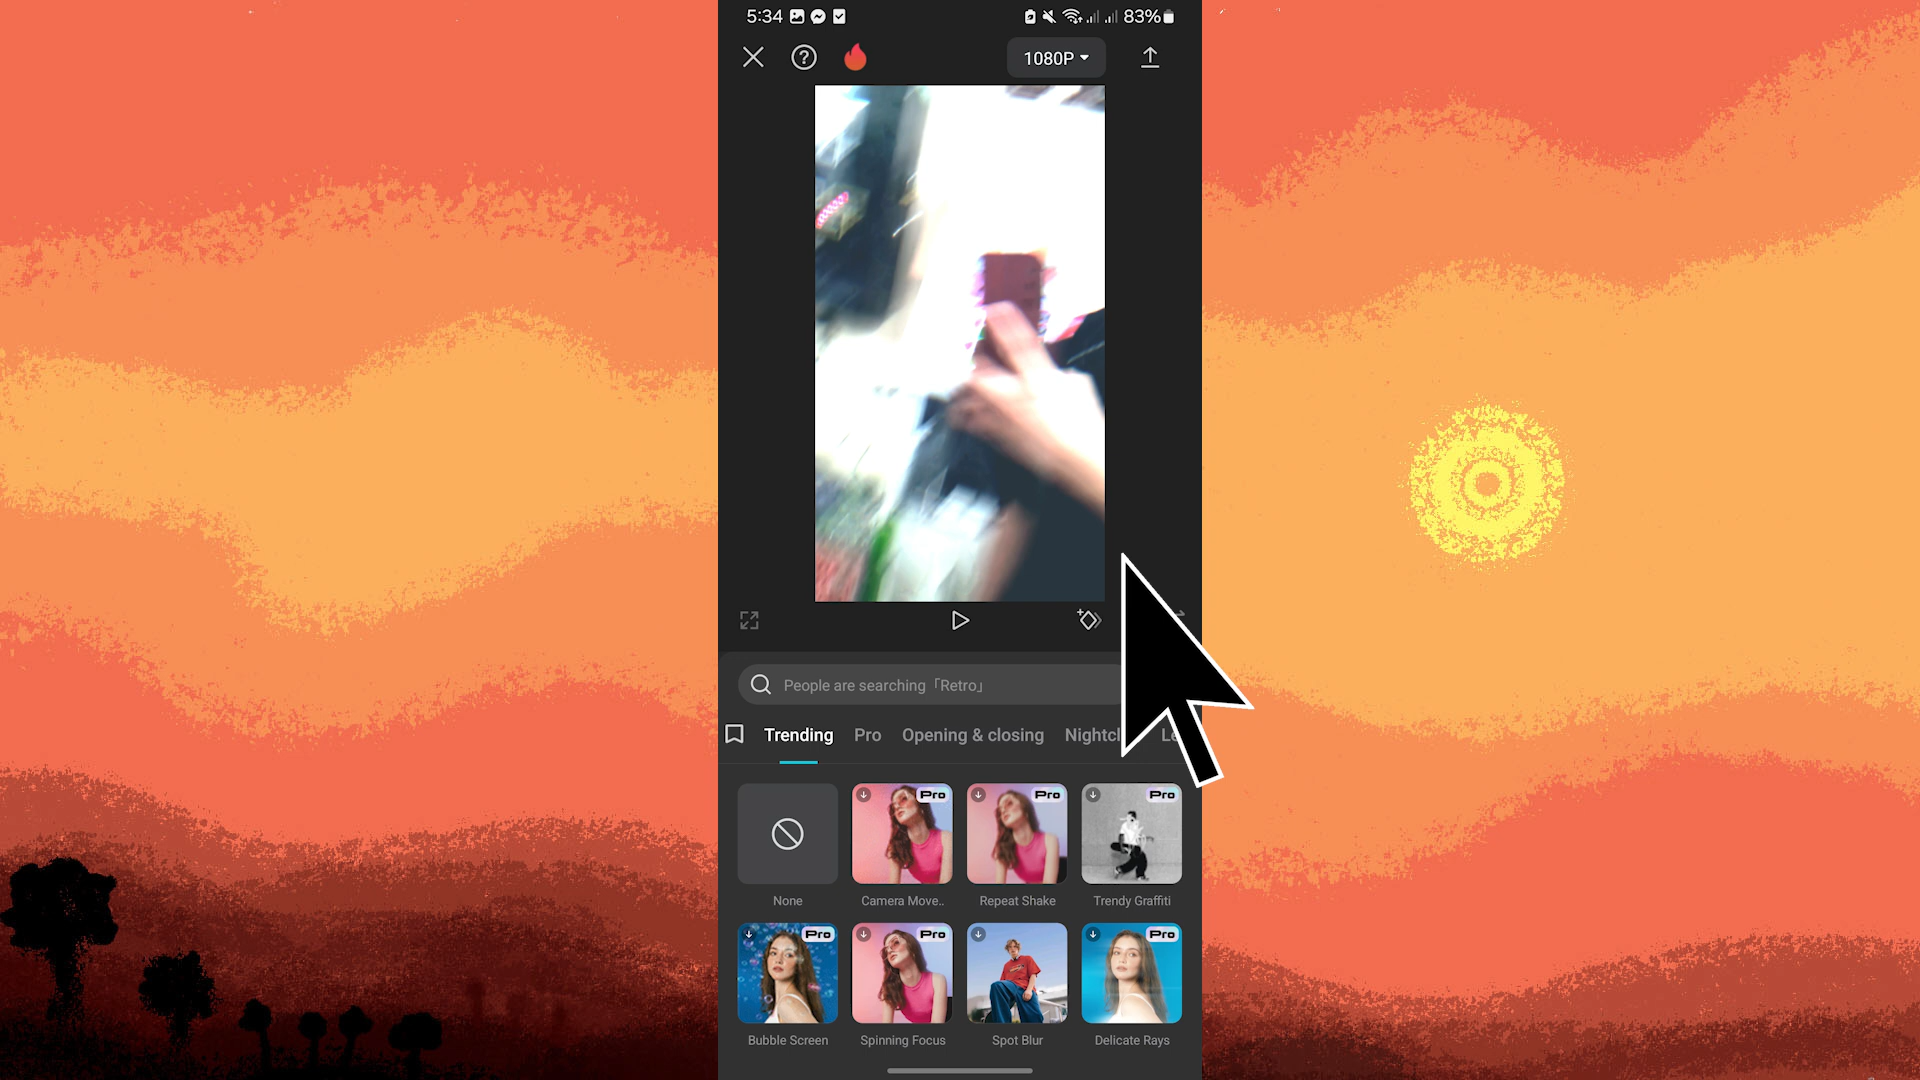 5:34
83%
1080P
People are searching「Retro」
Trending
Pro
Opening & closing
Nightcl
Le
Pro
Pro
Pro
None
Camera Move..
Repeat Shake
Trendy Graffiti
Pro
Pro
Pro
Bubble Screen
Spinning Focus
Spot Blur
Delicate Rays